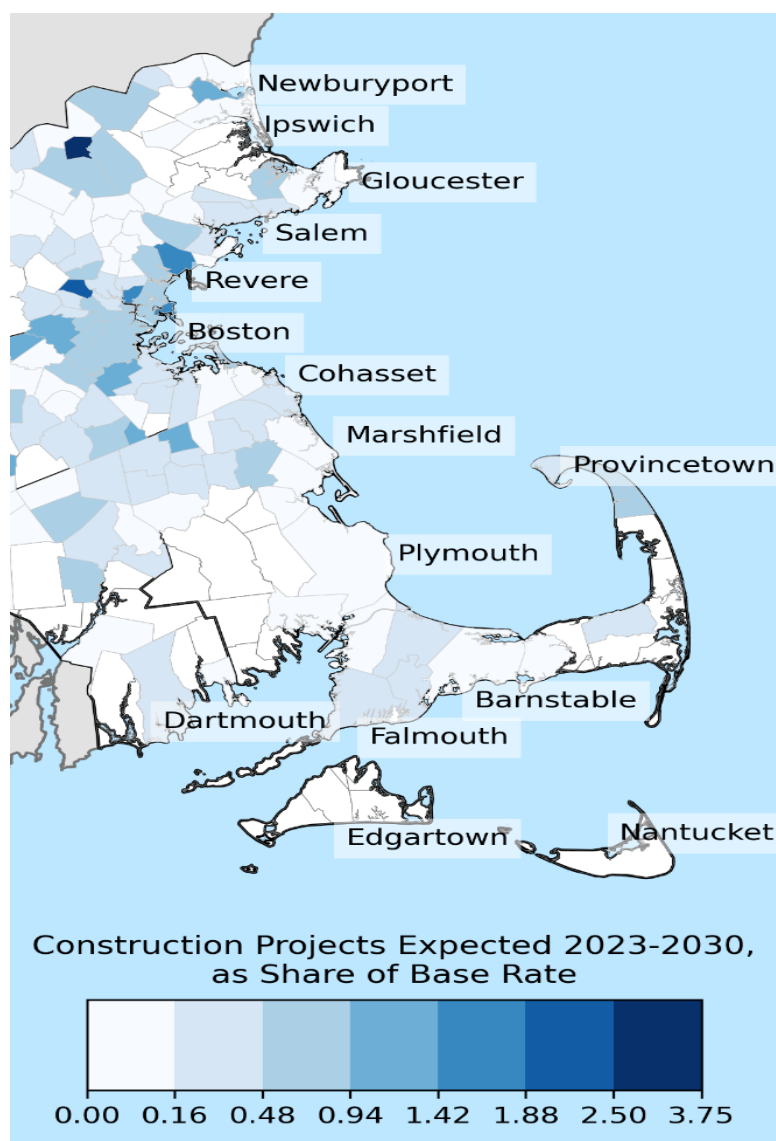 Newburyport
Ipswich
Gloucester
Salem
Revere
Boston
Cohasset
Marshfield
Provincetown
Plymouth
Barnstable
Dartmouth
Falmouth
Edgartown
Nantucket
Construction Projects Expected 2023-2030,
as Share of Base Rate
0.00 0.16 0.48 0.94 1.42 1.88 2.50 3.75